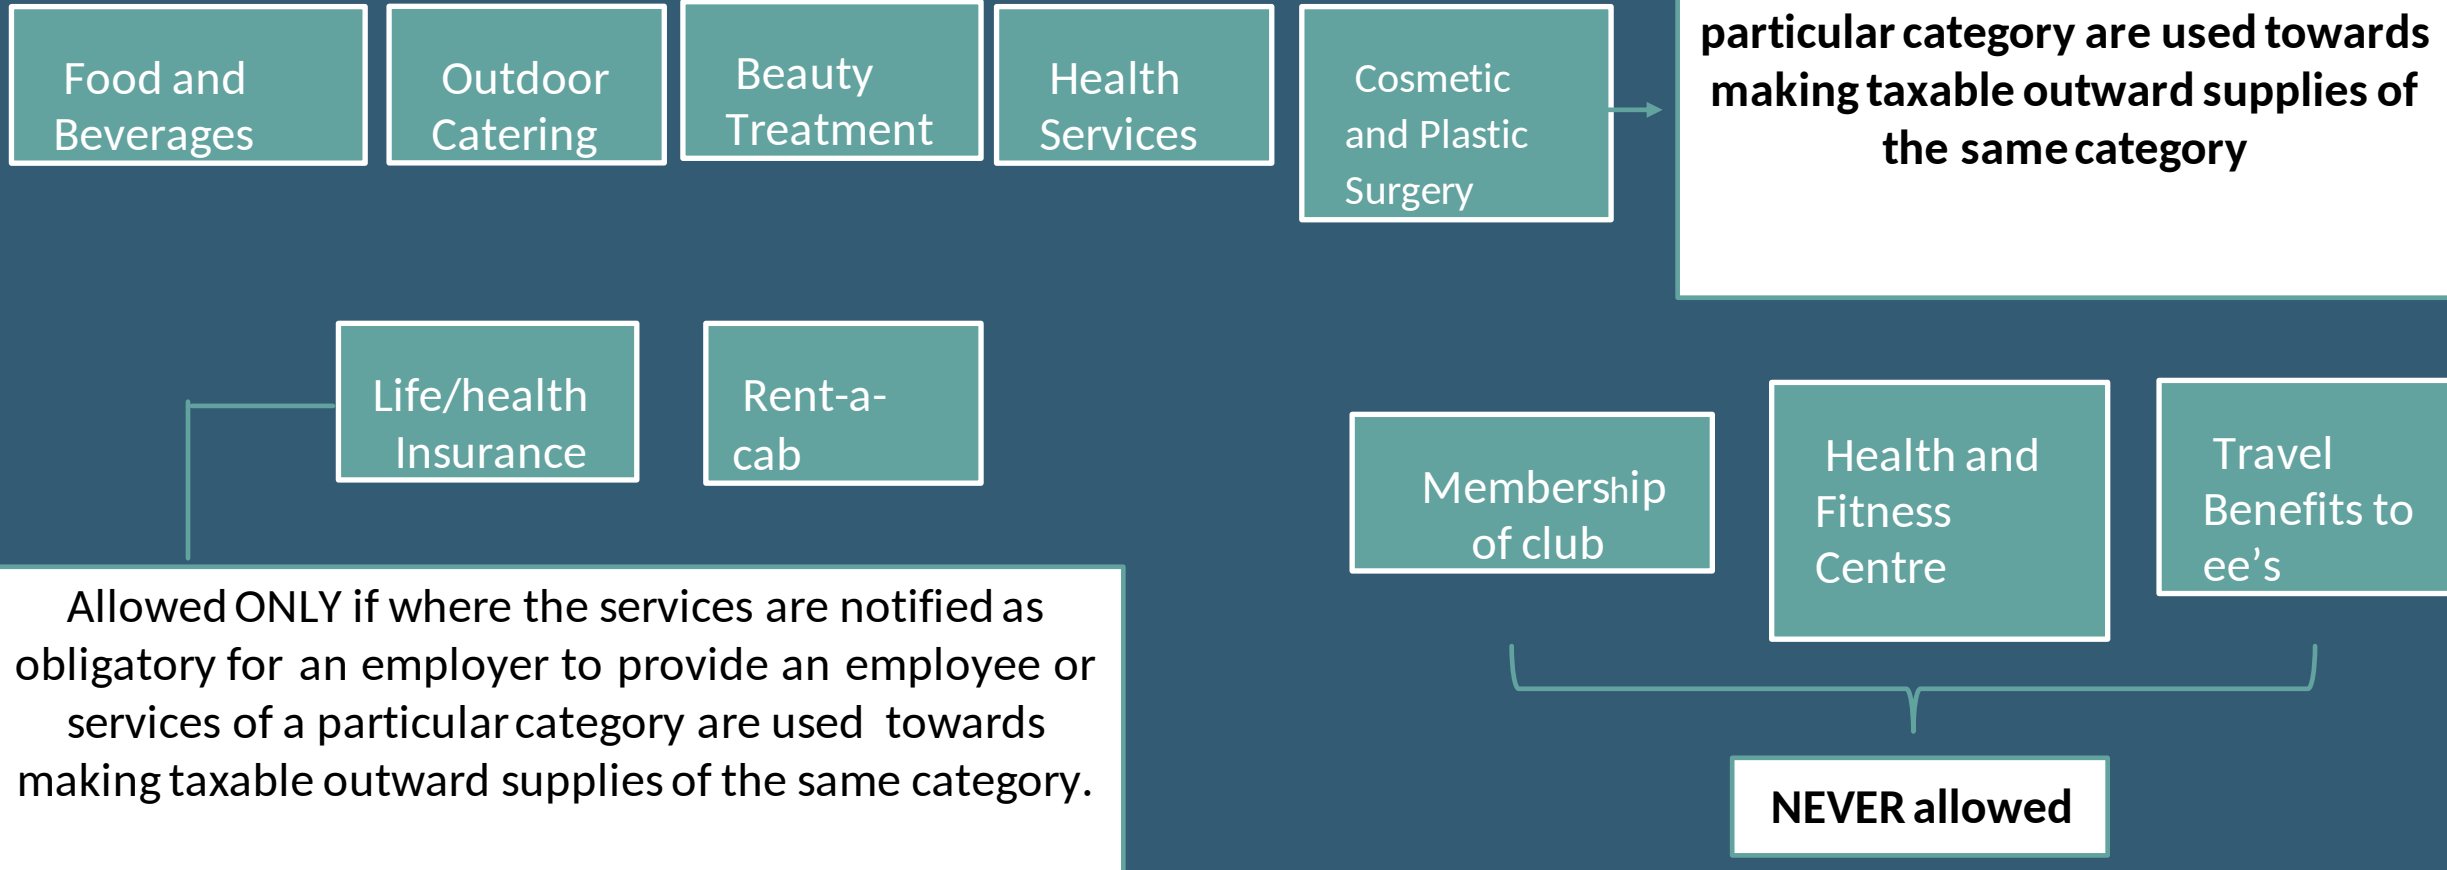 Food and
Beverages
Outdoor
Catering
Beauty
Treatment
Health
Services
Cosmetic
and Plastic
Surgery
particular category are used towards
making taxable outward supplies of
the same category
Life/health
Insurance
Rent-a-
cab
Membership
of club
Health and
Fitness
Centre
Travel
Benefits to
ee’s
Allowed ONLY if where the services are notified as
obligatory for an employer to provide an employee or
services of a particular category are used towards
making taxable outward supplies of the same category.
NEVER allowed